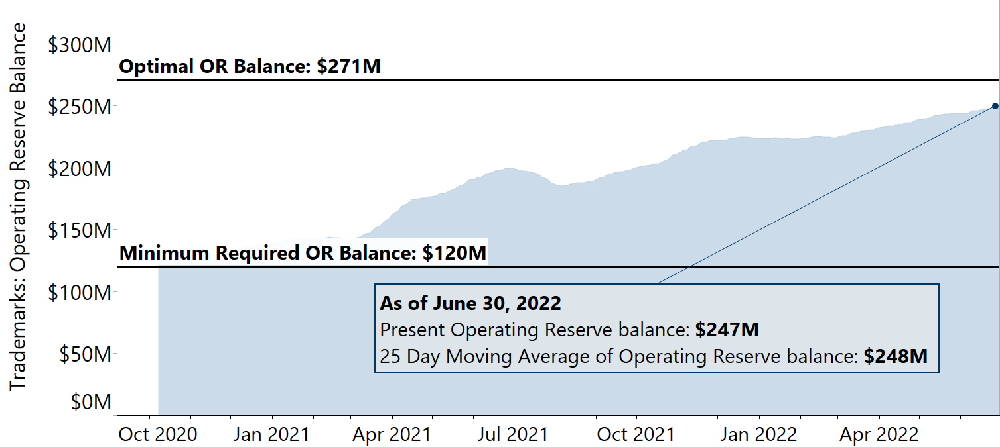 Trademarks: Operating Reserve Balance
$300M
Optimal OR Balance: $271M
$250M
$200M
$150M
Minimum Required OR Balance: $120M
$100M
As of June 30, 2022
Present Operating Reserve balance: $247M
25 Day Moving Average of Operating Reserve balance: $248M
$50M
$0M
Oct 2020 Jan 2021 Apr 2021 Jul 2021 Oct 2021 Jan 2022 Apr 2022